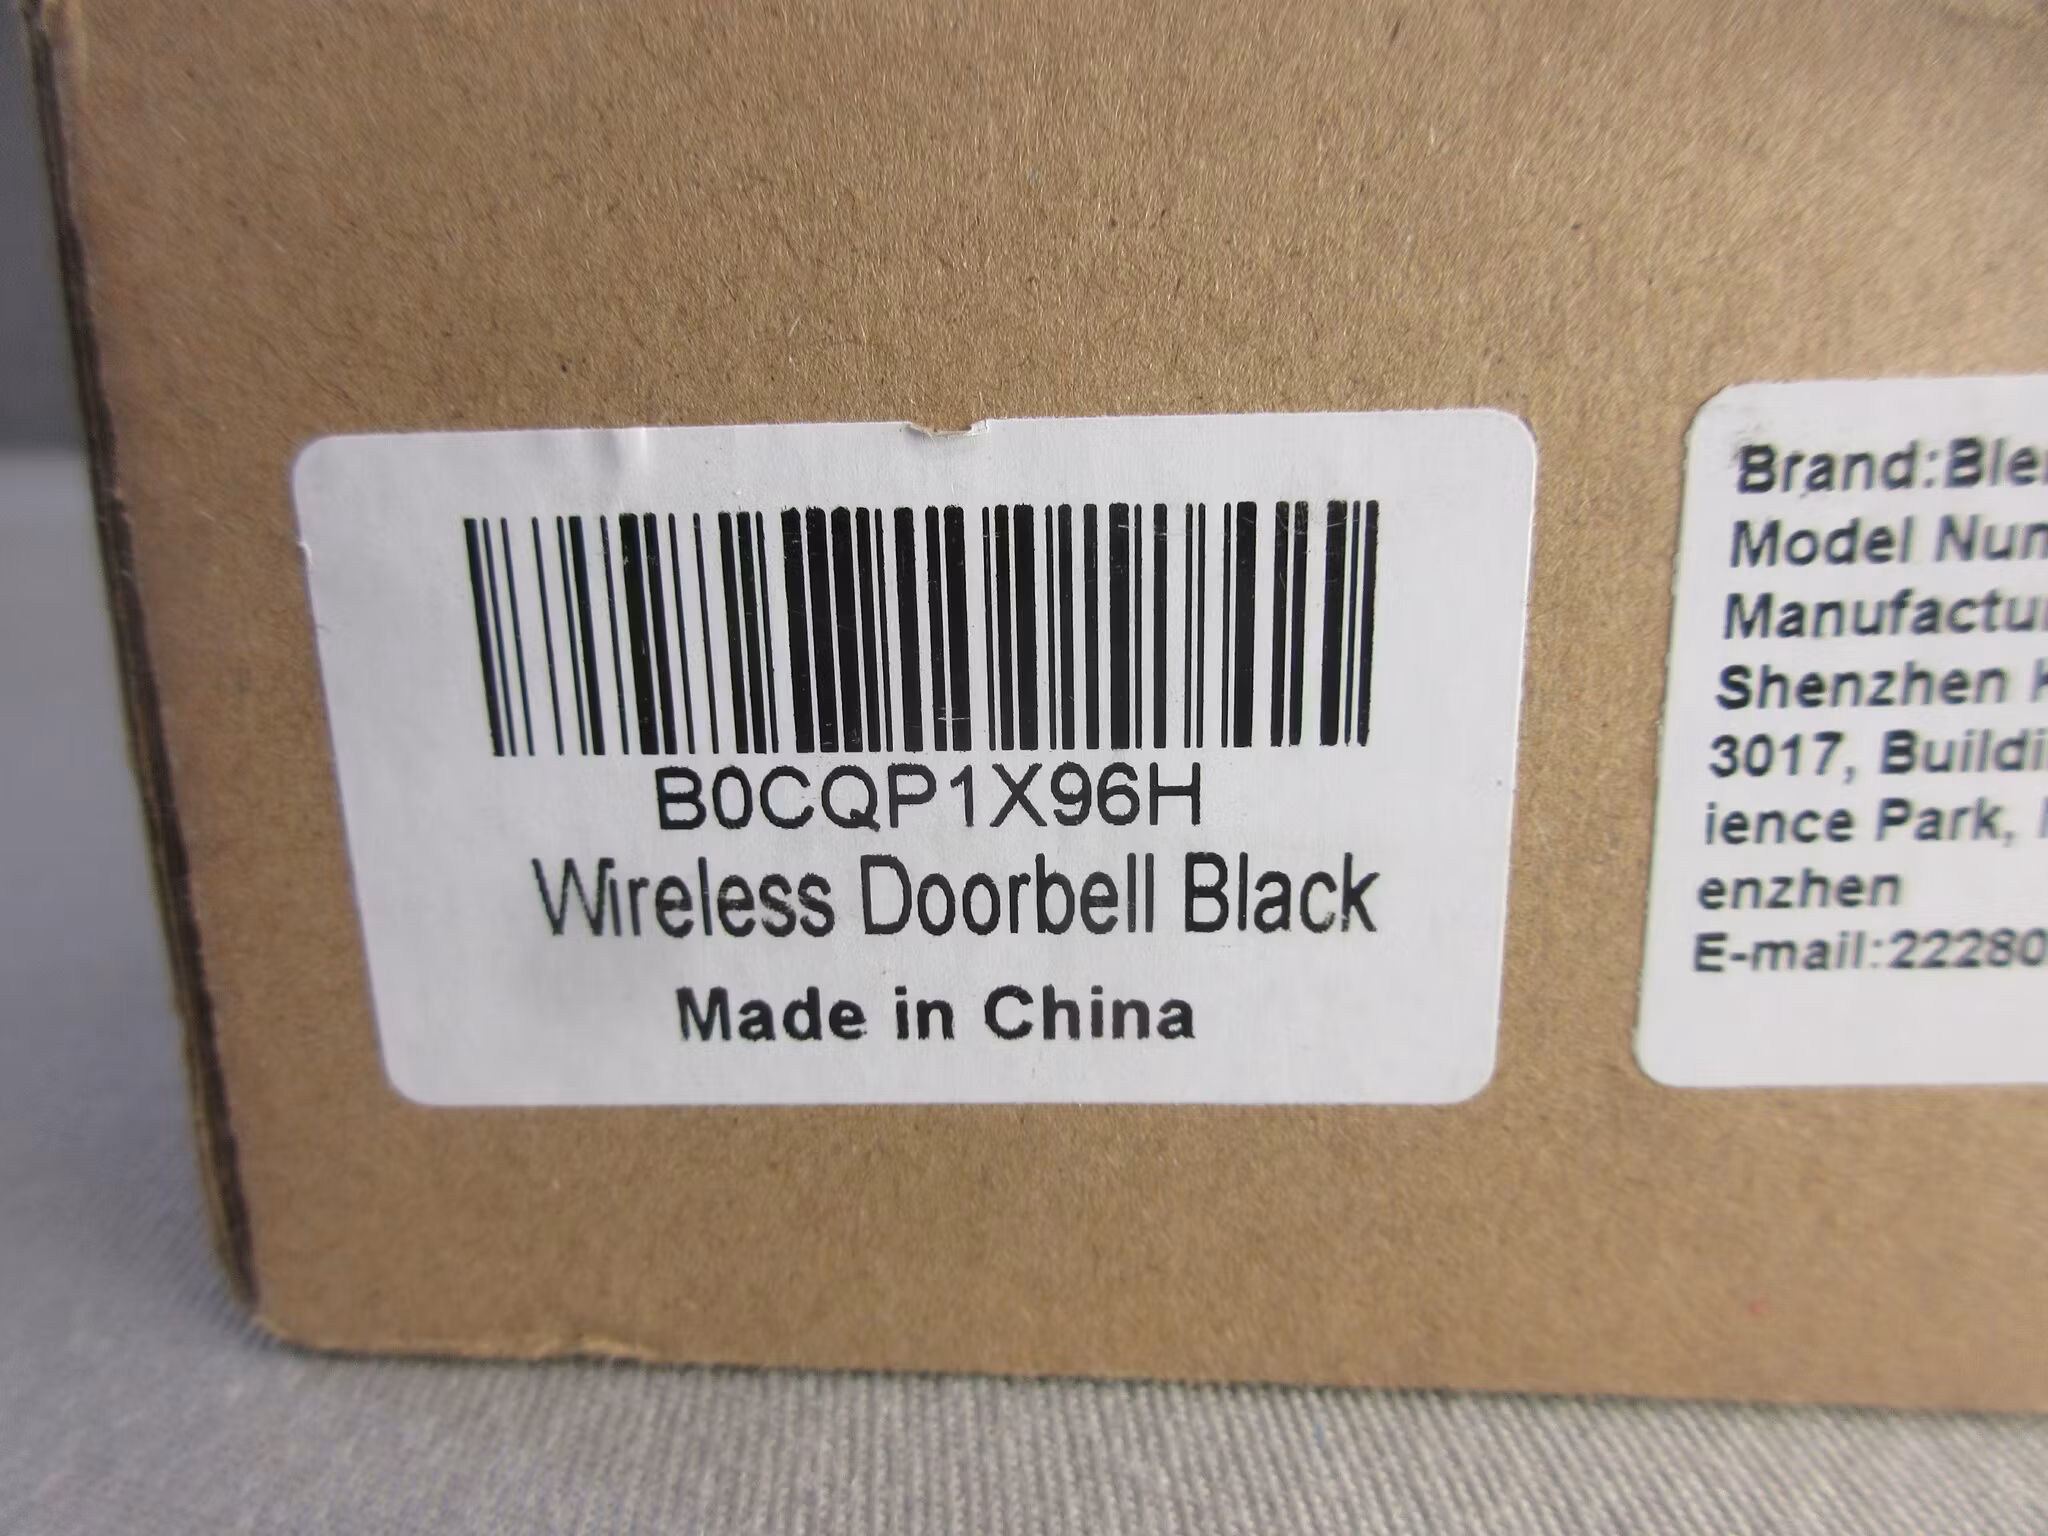 B0CQP1X96H
Wireless Doorbell Black
Made in China
Brand:Ble
Model Num
Manufactu
Shenzhen
3017, Buildi
ience Park,
enzhen
E-mail:22280